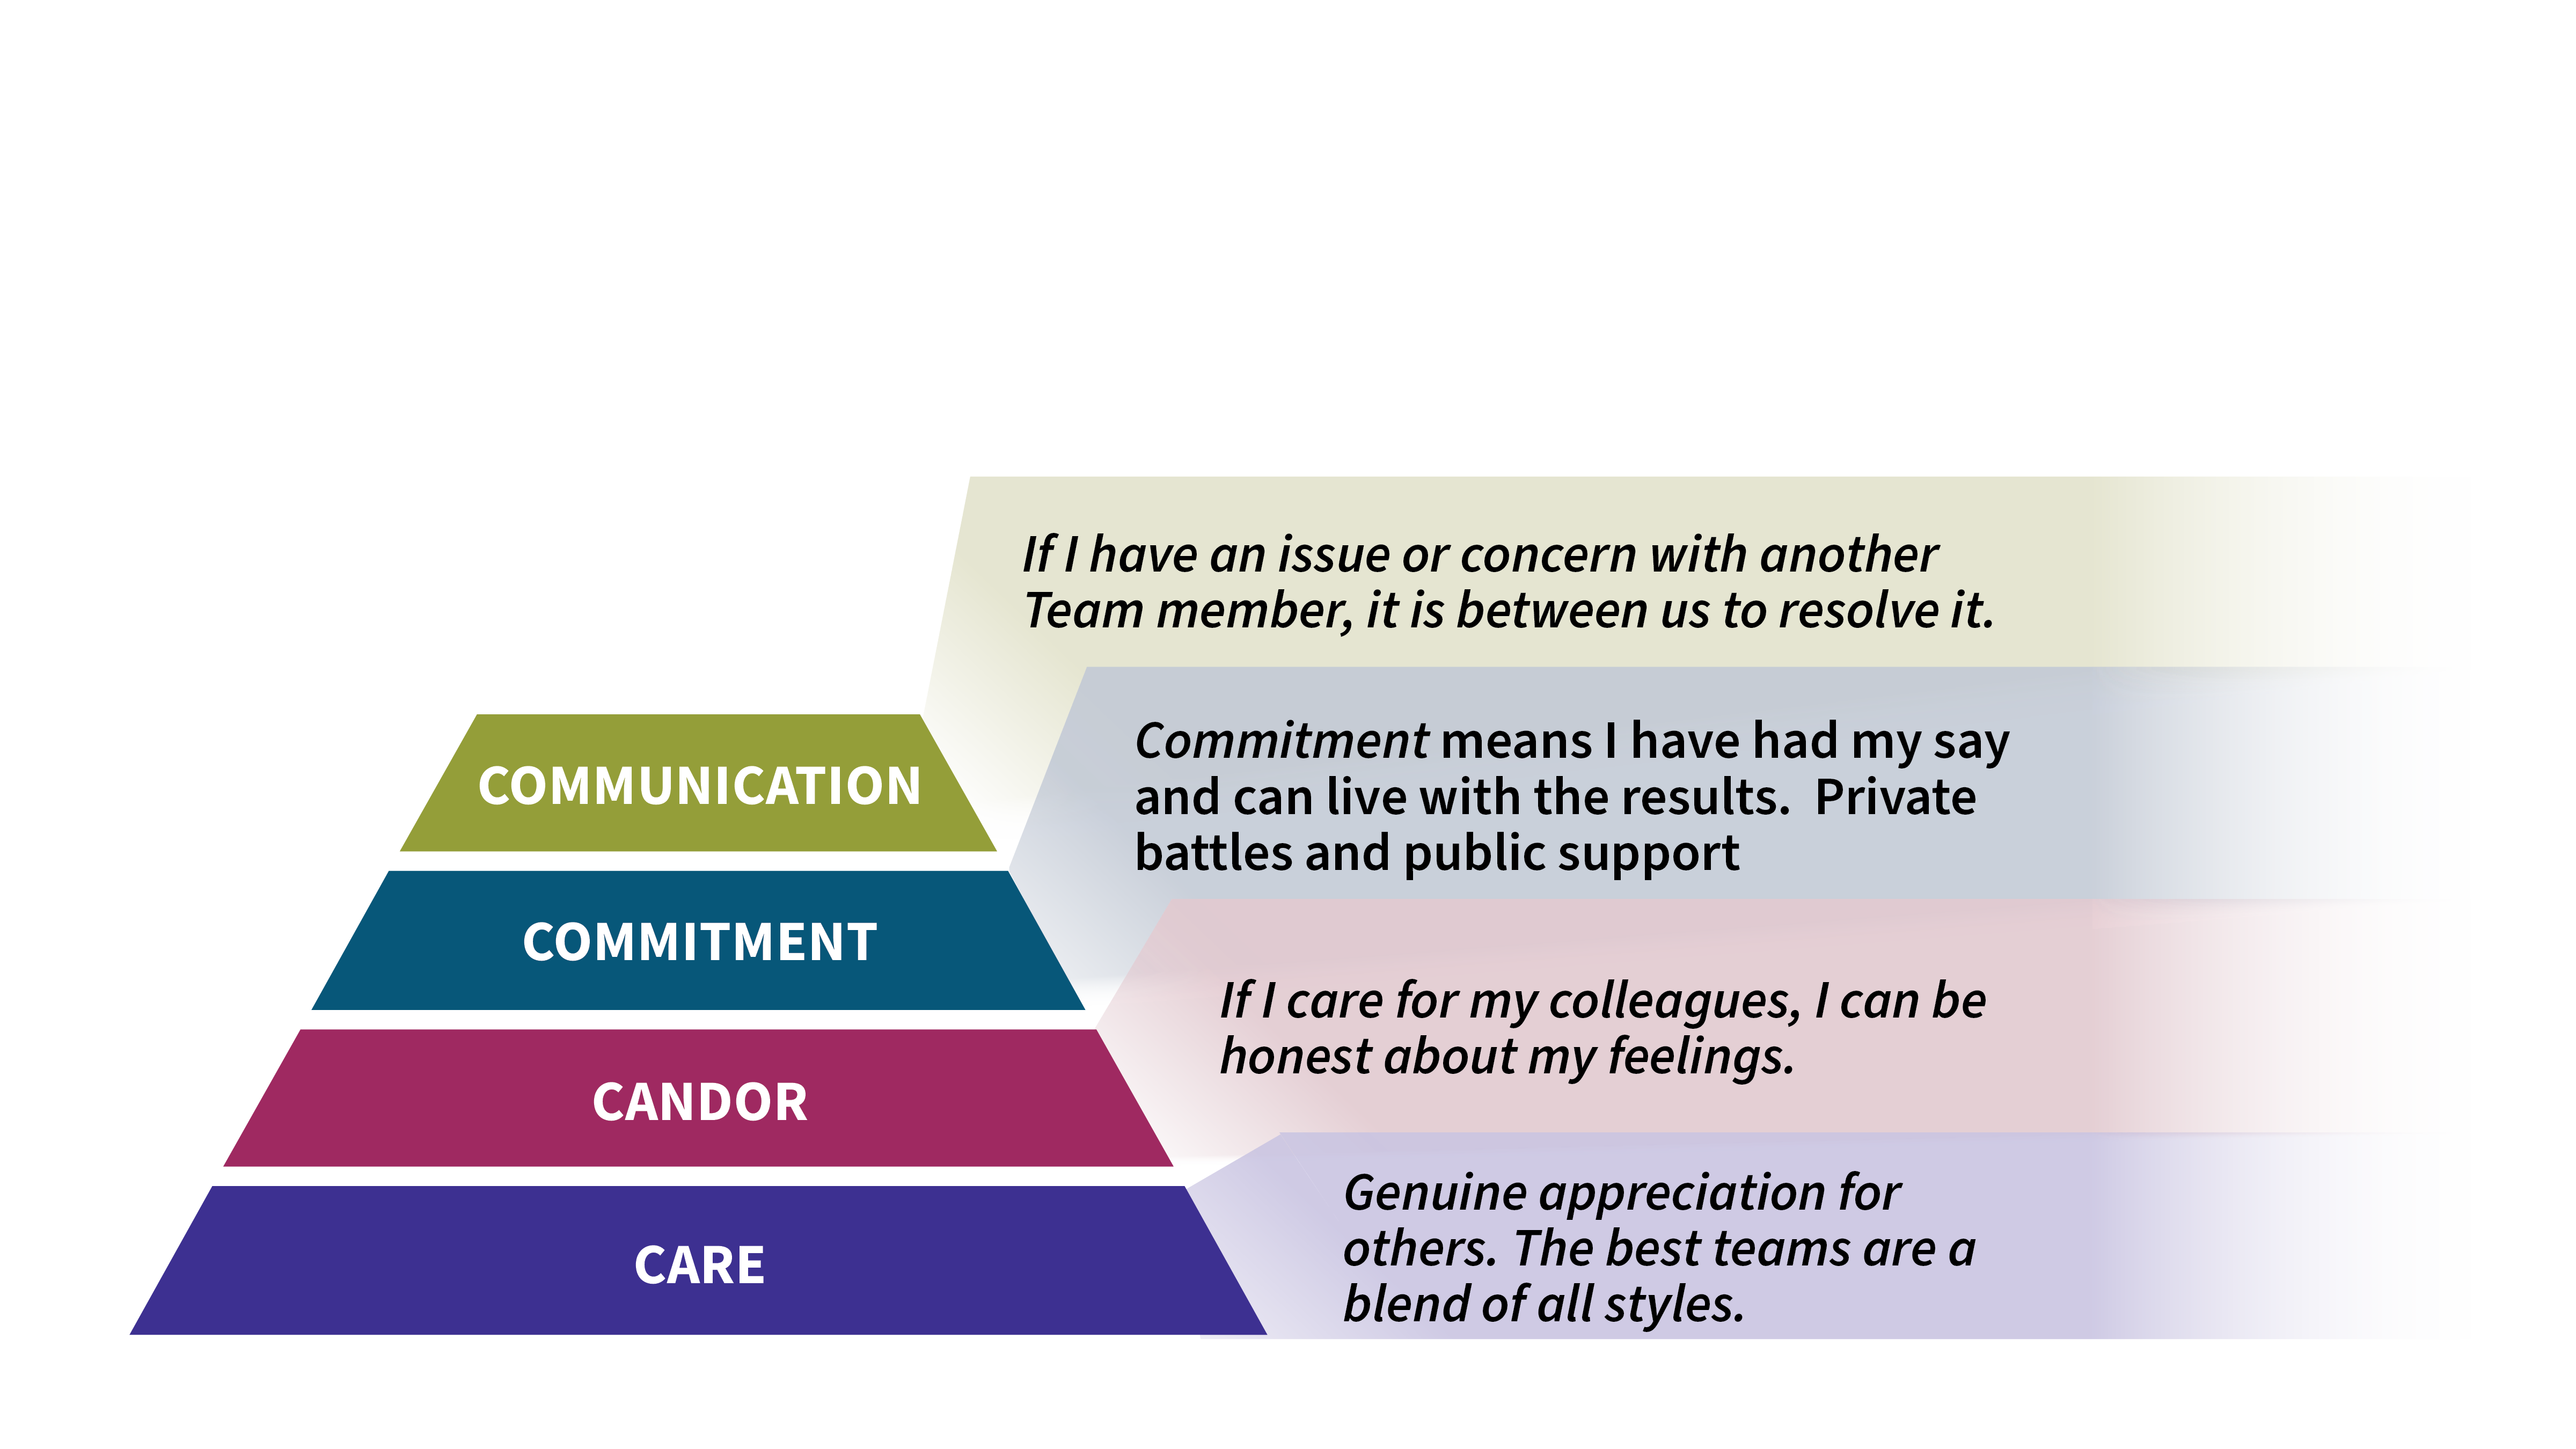 If I have an issue or concern with another
Team member, it is between us to resolve it.
COMMUNICATION
Commitment means I have had my say
and can live with the results.  Private
battles and public support
COMMITMENT
If I care for my colleagues, I can be
honest about my feelings.
CANDOR
Genuine appreciation for
others. The best teams are a
blend of all styles.
CARE